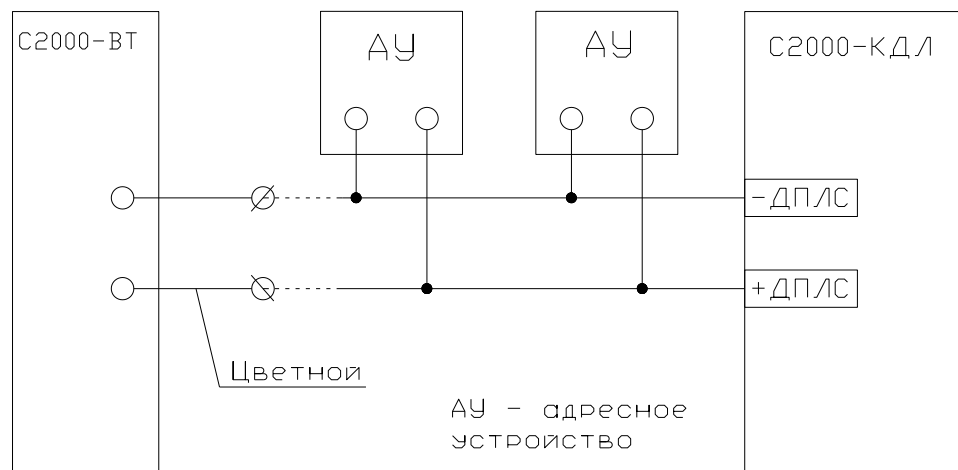 С2000-ВТ
АУ
АУ
С2000-КДЛ
-ДПЛС
+ДПЛС
Цветной
АУ - адресное
устройство